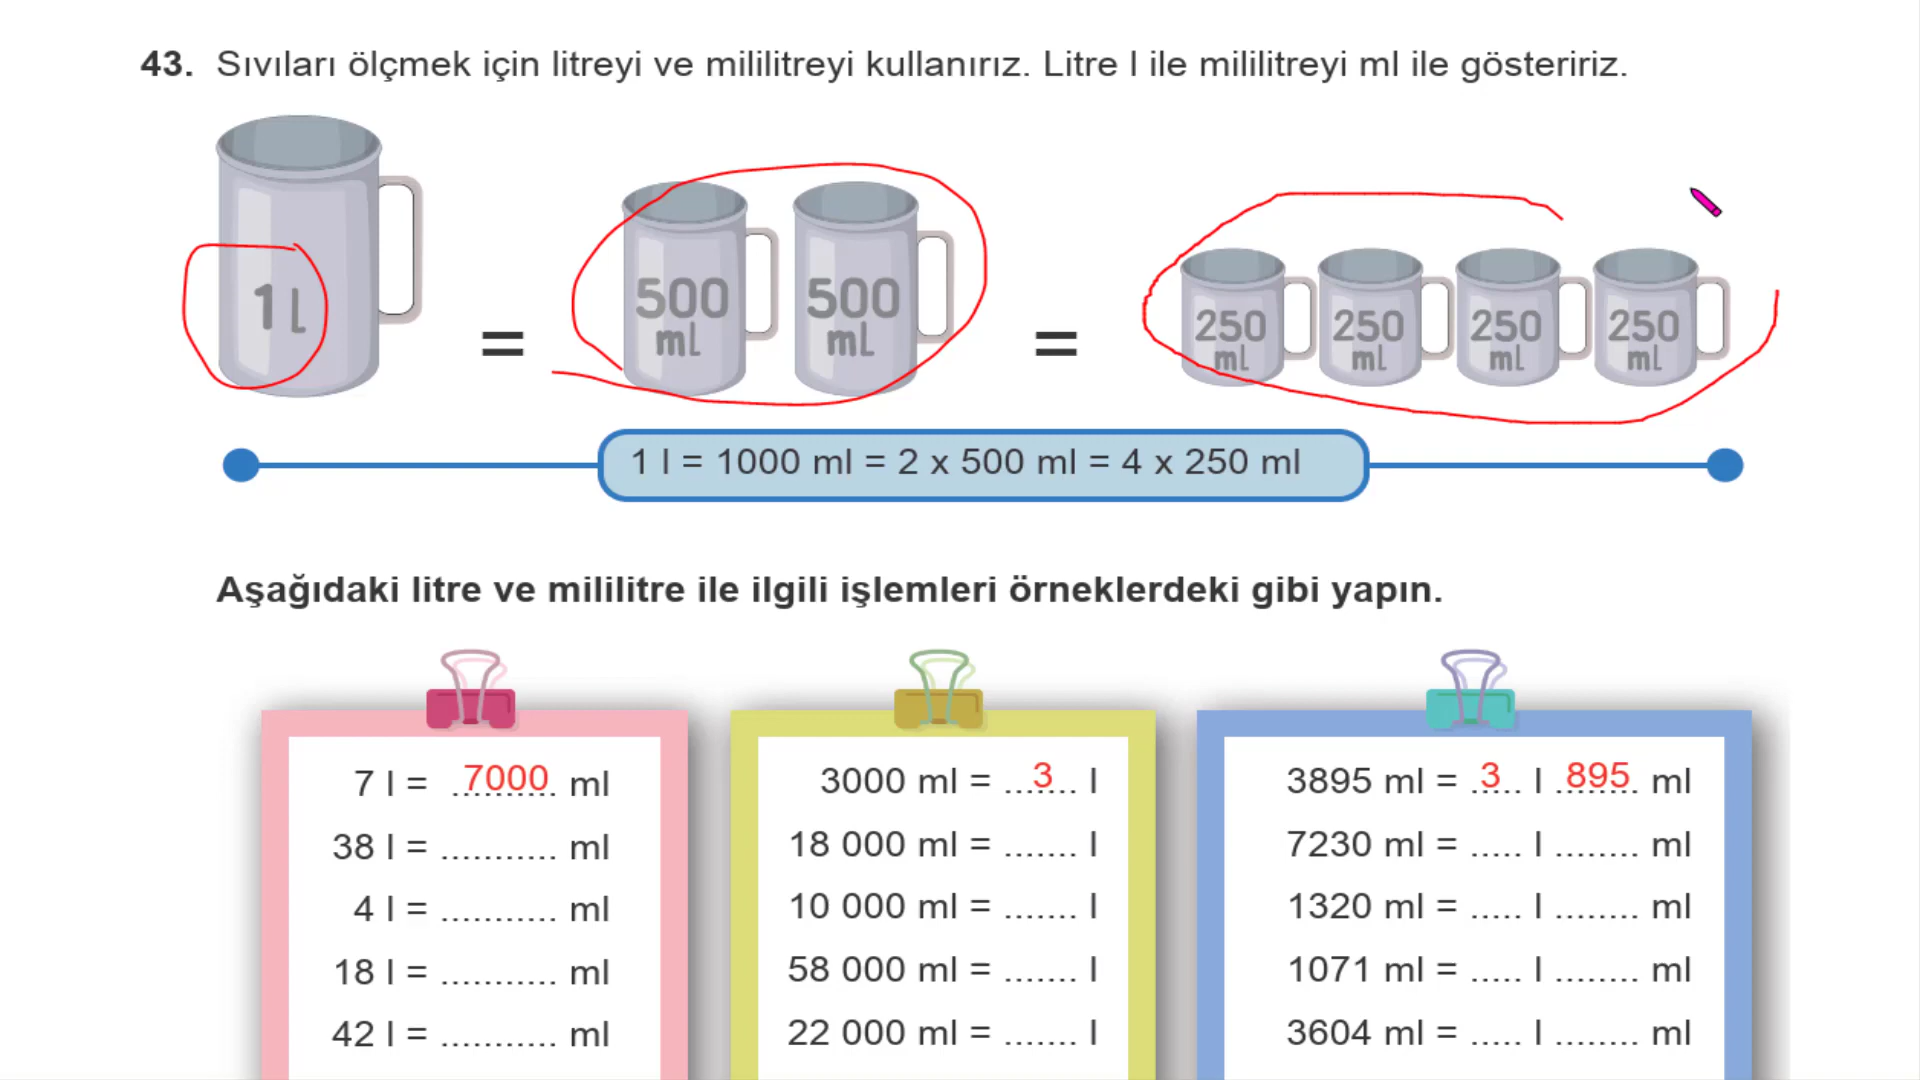 43. Sıvıları ölçmek için litreyi ve mililitreyi kullanırız. Litre l ile mililitreyi ml ile gösteririz.
1 l
=
500 ml
500 ml
=
250 ml
250 ml
250 ml
250 ml
1 l = 1000 ml = 2 x 500 ml = 4 x 250 ml
Aşağıdaki litre ve mililitre ile ilgili işlemleri örneklerdeki gibi yapın.
7 l = 7000 ml
38 l = ........... ml
4 l = ........... ml
18 l = ........... ml
42 l = ........... ml
3000 ml = ...3... l
18 000 ml = ....... l
10 000 ml = ....... l
58 000 ml = ....... l
22 000 ml = ....... l
3895 ml = 3 l 895 ml
7230 ml = ..... l ........ ml
1320 ml = ..... l ........ ml
1071 ml = ..... l ........ ml
3604 ml = ..... l ........ ml